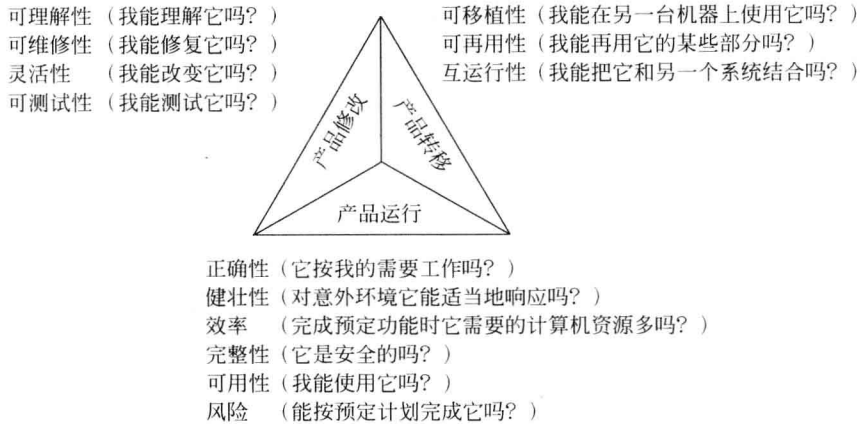 可理解性（我能理解它吗？）
可维修性（我能修复它吗？）
灵活性　（我能改变它吗？）
可测试性（我能测试它吗？）
可移植性（我能在另一台机器上使用它吗？）
可再用性（我能再用它的某些部分吗？）
互运行性（我能把它和另一个系统结合吗？）
产品修改
产品转移
产品运行
正确性（它按我的需要工作吗？）
健壮性（对意外环境它能适当地响应吗？）
效率　（完成预定功能时它需要的计算机资源多吗？）
完整性（它是安全的吗？）
可用性（我能使用它吗？）
风险　（能按预定计划完成它吗？）